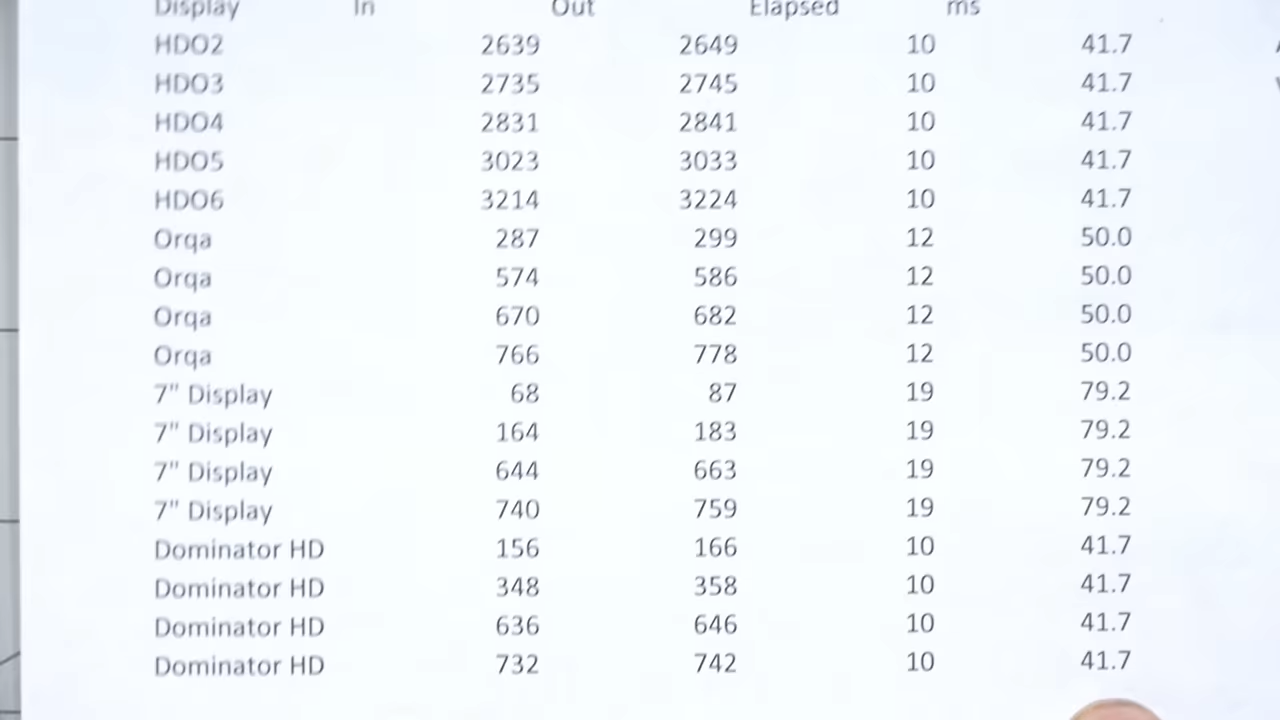 Display In Out Elapsed ms
HDO2 2639 2649 10 41.7
HDO3 2735 2745 10 41.7
HDO4 2831 2841 10 41.7
HDO5 3023 3033 10 41.7
HDO6 3214 3224 10 41.7
Orqa 287 299 12 50.0
Orqa 574 586 12 50.0
Orqa 670 682 12 50.0
Orqa 766 778 12 50.0
7" Display 68 87 19 79.2
7" Display 164 183 19 79.2
7" Display 644 663 19 79.2
7" Display 740 759 19 79.2
Dominator HD 156 166 10 41.7
Dominator HD 348 358 10 41.7
Dominator HD 636 646 10 41.7
Dominator HD 732 742 10 41.7